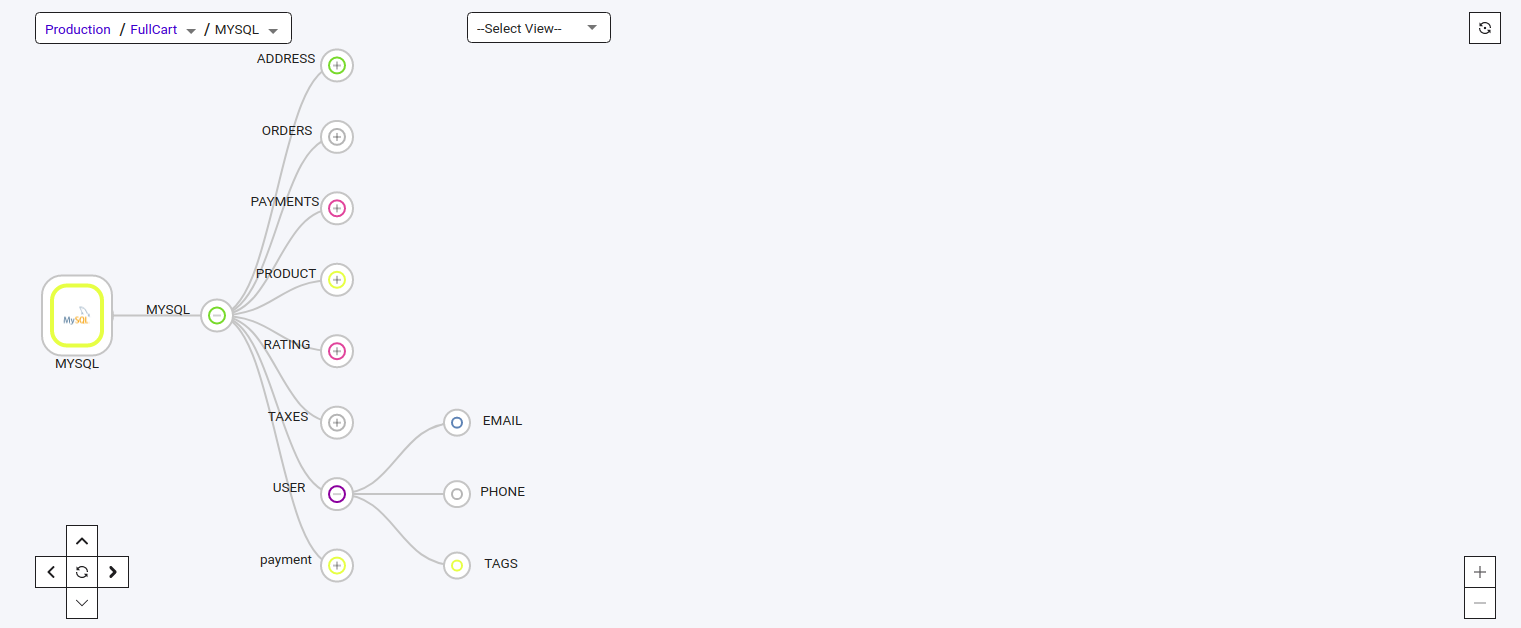 Production / FullCart / MYSQL
--Select View--
ADDRESS
ORDERS
PAYMENTS
PRODUCT
MYSQL
MySQL
RATING
MYSQL
TAXES
EMAIL
USER
PHONE
payment
TAGS